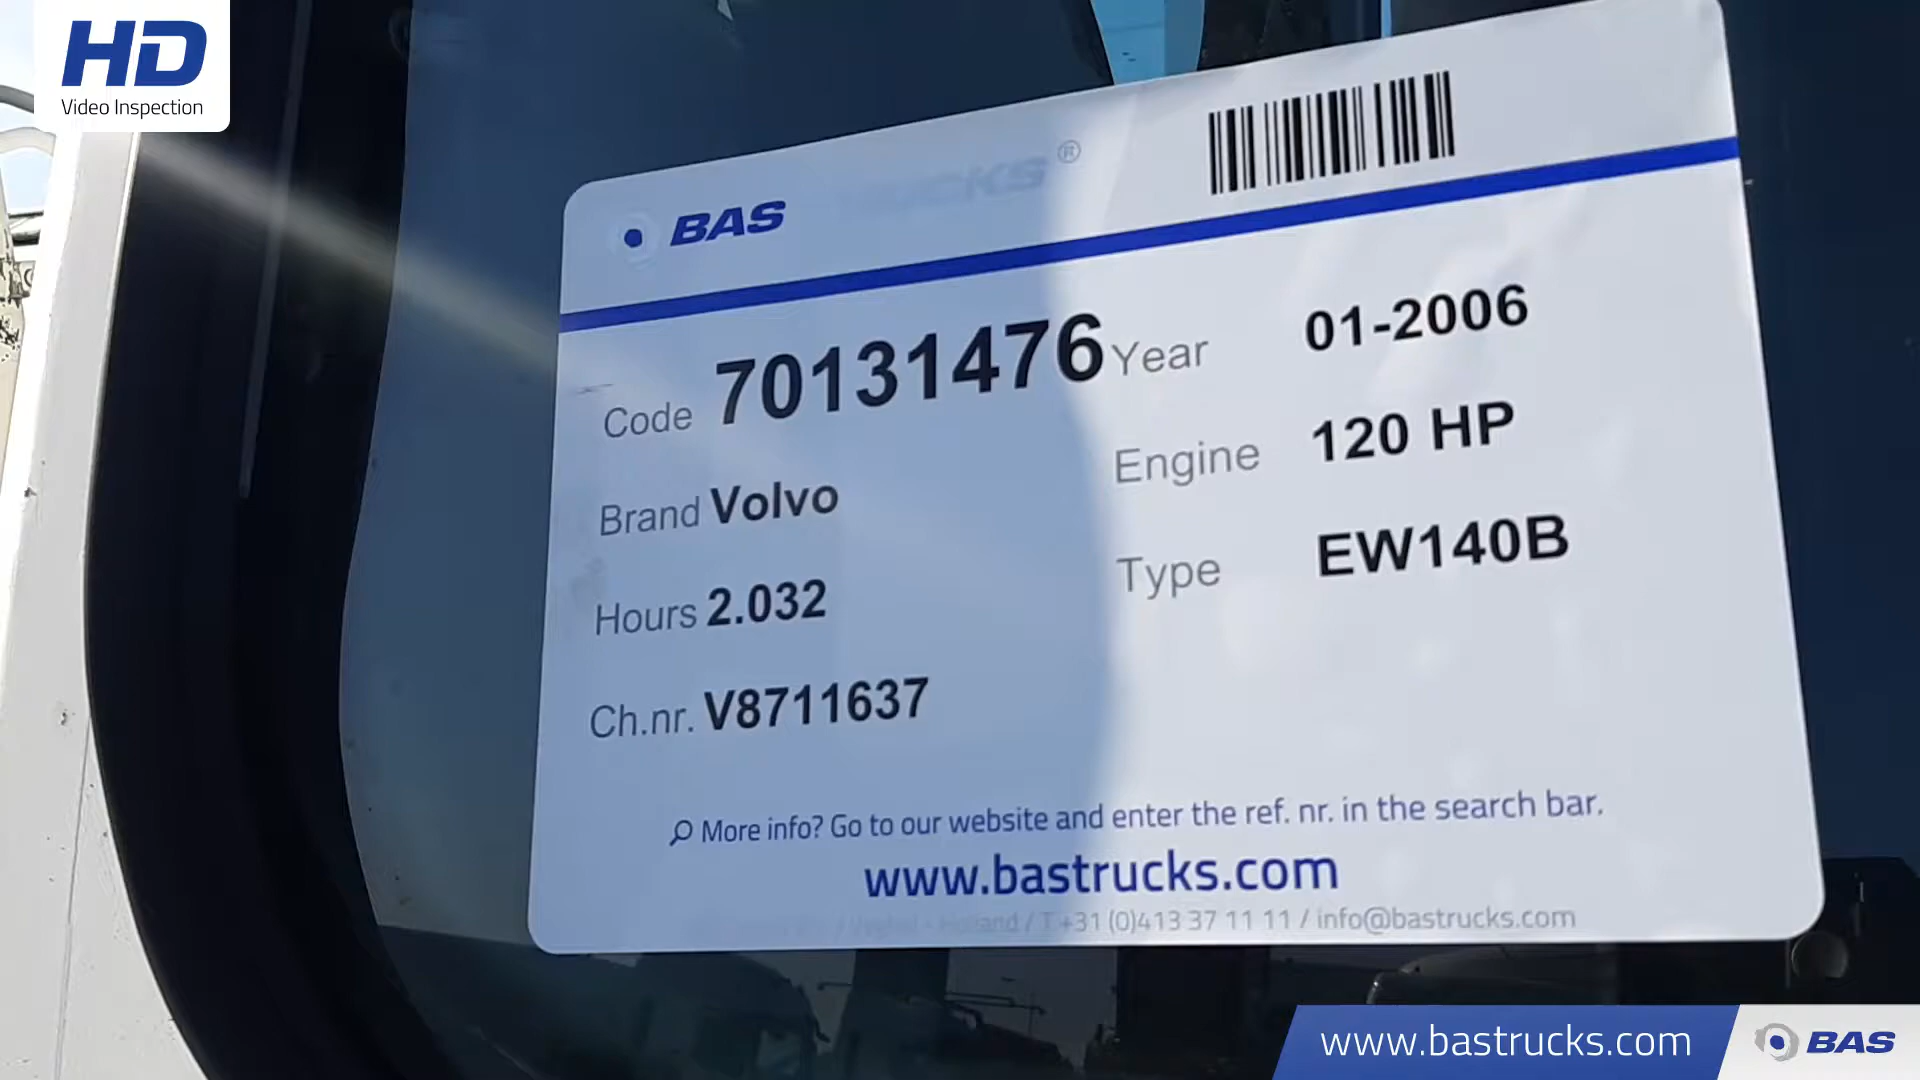 HD
Video Inspection
BAS TRUCKS®
Code 70131476
Year 01-2006
Brand Volvo
Engine 120 HP
Hours 2.032
Type EW140B
Ch.nr. V8711637
More info? Go to our website and enter the ref. nr. in the search bar.
www.bastrucks.com
Holland / T +31 (0)413 37 11 11 / info@bastrucks.com
www.bastrucks.com
BAS